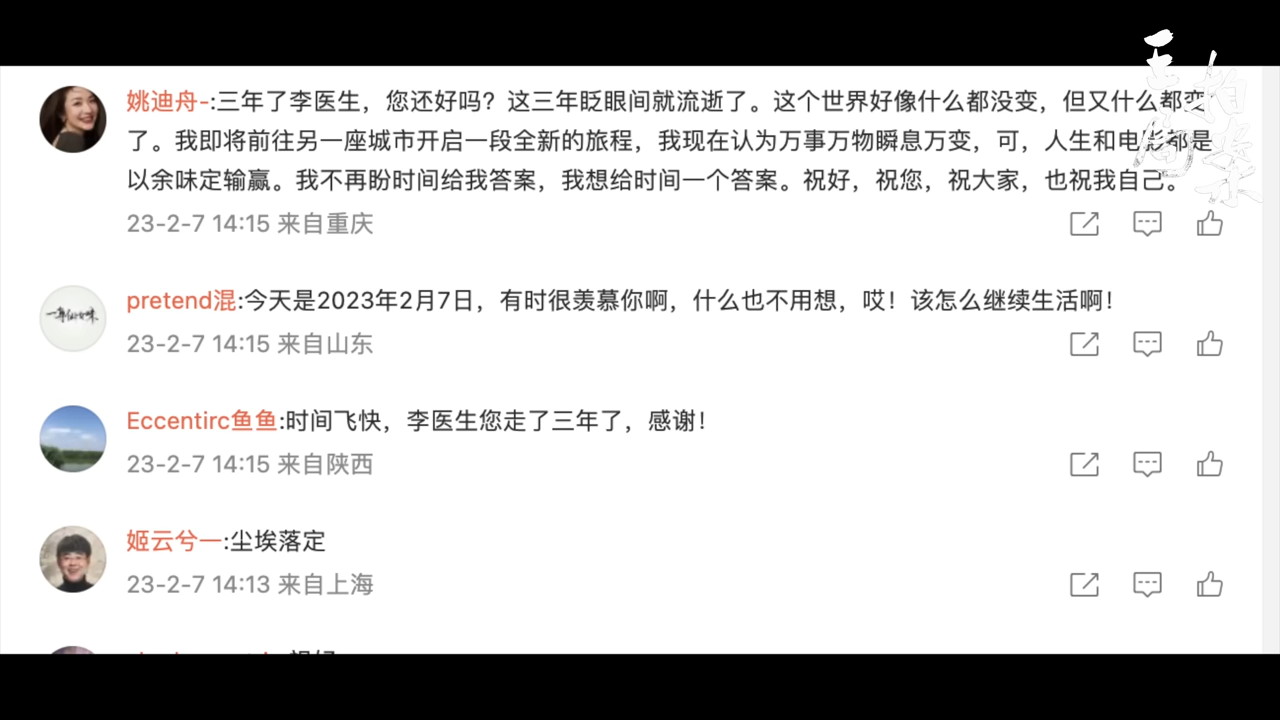 王局拍案
姚迪舟-:三年了李医生，您还好吗？这三年眨眼间就流逝了。这个世界好像什么都没变，但又什么都变
了。我即将前往另一座城市开启一段全新的旅程，我现在认为万事万物瞬息万变，可，人生和电影都是
以余味定输赢。我不再盼时间给我答案，我想给时间一个答案。祝好，祝您，祝大家，也祝我自己。
23-2-7 14:15 来自重庆
pretend混:今天是2023年2月7日，有时很羡慕你啊，什么也不用想，哎！该怎么继续生活啊！
23-2-7 14:15 来自山东
Eccentirc鱼鱼:时间飞快，李医生您走了三年了，感谢！
23-2-7 14:15 来自陕西
姬云兮一:尘埃落定
23-2-7 14:13 来自上海